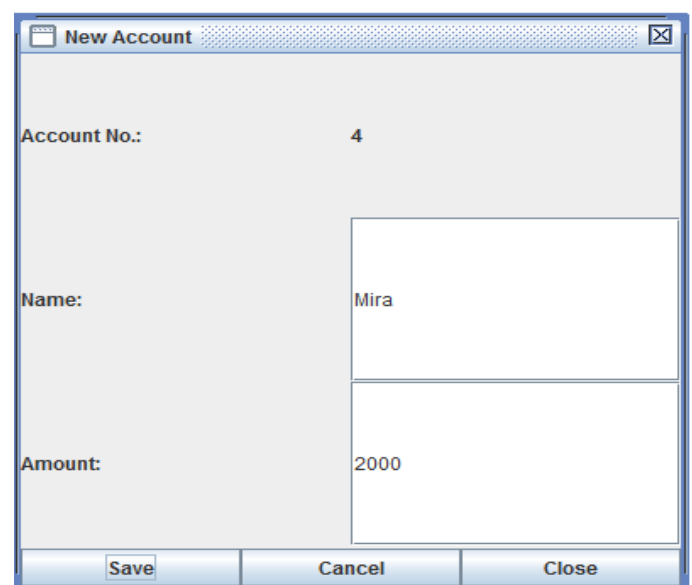 New Account
Account No.: 4
Name: Mira
Amount: 2000
Save Cancel Close